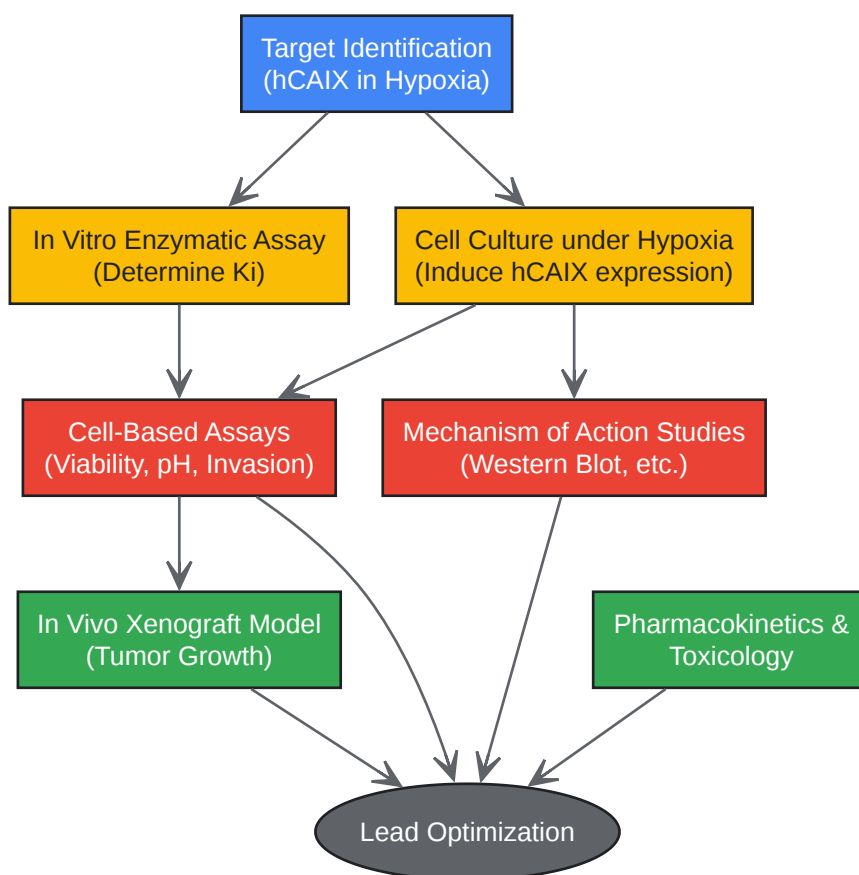 Target Identification
(hCAIX in Hypoxia)
In Vitro Enzymatic Assay
(Determine Ki)
Cell Culture under Hypoxia
(Induce hCAIX expression)
Cell-Based Assays
(Viability, pH, Invasion)
Mechanism of Action Studies
(Western Blot, etc.)
In Vivo Xenograft Model
(Tumor Growth)
Pharmacokinetics &
Toxicology
Lead Optimization